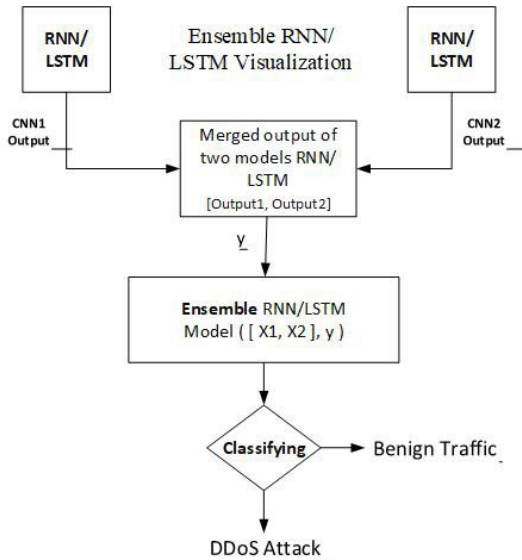 RNN/
LSTM
Ensemble RNN/
LSTM Visualization
RNN/
LSTM
CNN1
Output
CNN2
Output
Merged output of
two models RNN/
LSTM
[Output1, Output2]
y
Ensemble RNN/LSTM
Model ( [ X1, X2 ], y )
Classifying
Benign Traffic
DDoS Attack